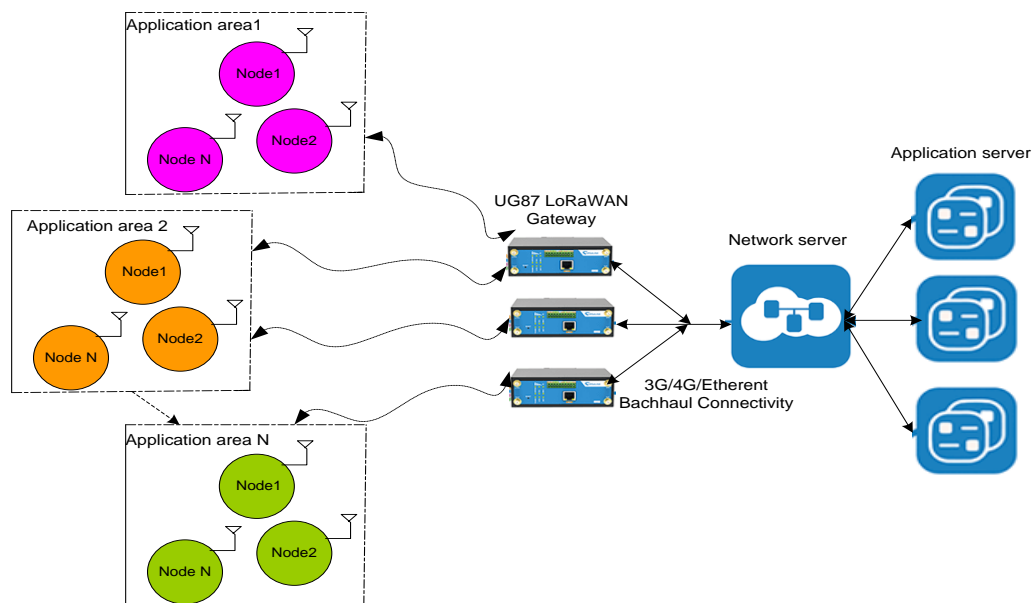 Application area1
Node1
Node2
Node N
Application area 2
Node1
Node2
Node N
Application area N
Node1
Node2
Node N
UG87 LoRaWAN
Gateway
3G/4G/Etherent
Bachhaul Connectivity
Network server
Application server